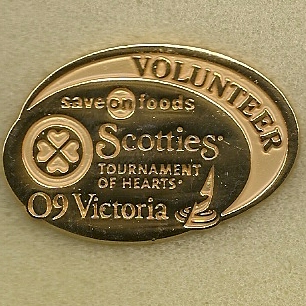 VOLUNTEER
save on foods
Scotties®
TOURNAMENT
OF HEARTS®
09 Victoria